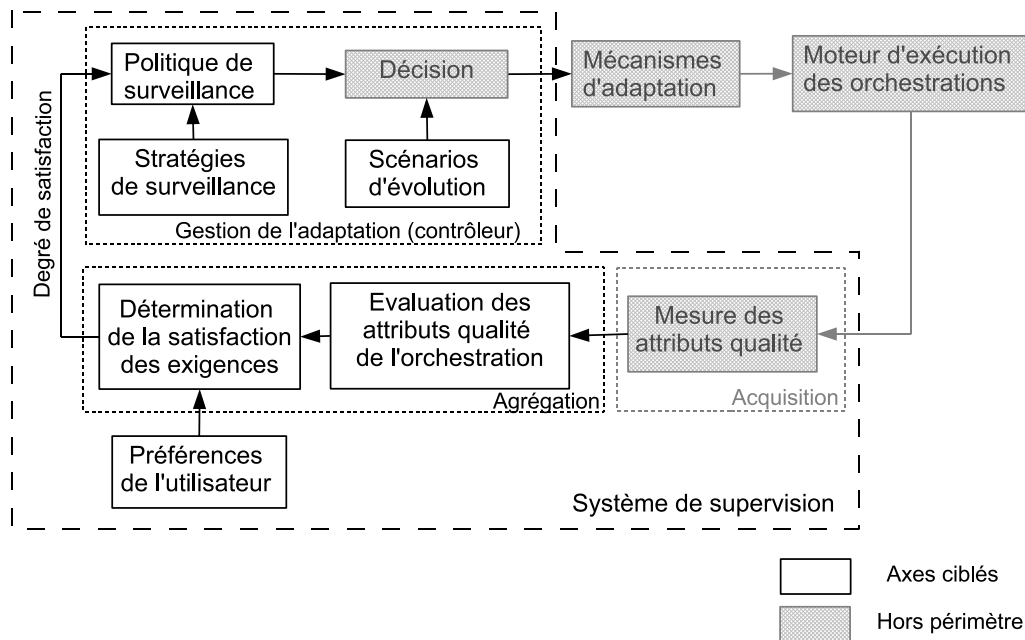 Politique de
surveillance
Décision
Mécanismes
d'adaptation
Moteur d'exécution
des orchestrations
Stratégies
de surveillance
Scénarios
d'évolution
Gestion de l'adaptation (contrôleur)
Degré de satisfaction
Détermination
de la satisfaction
des exigences
Evaluation des
attributs qualité
de l'orchestration
Mesure des
attributs qualité
Agrégation
Acquisition
Préférences
de l'utilisateur
Système de supervision
Axes ciblés
Hors périmètre